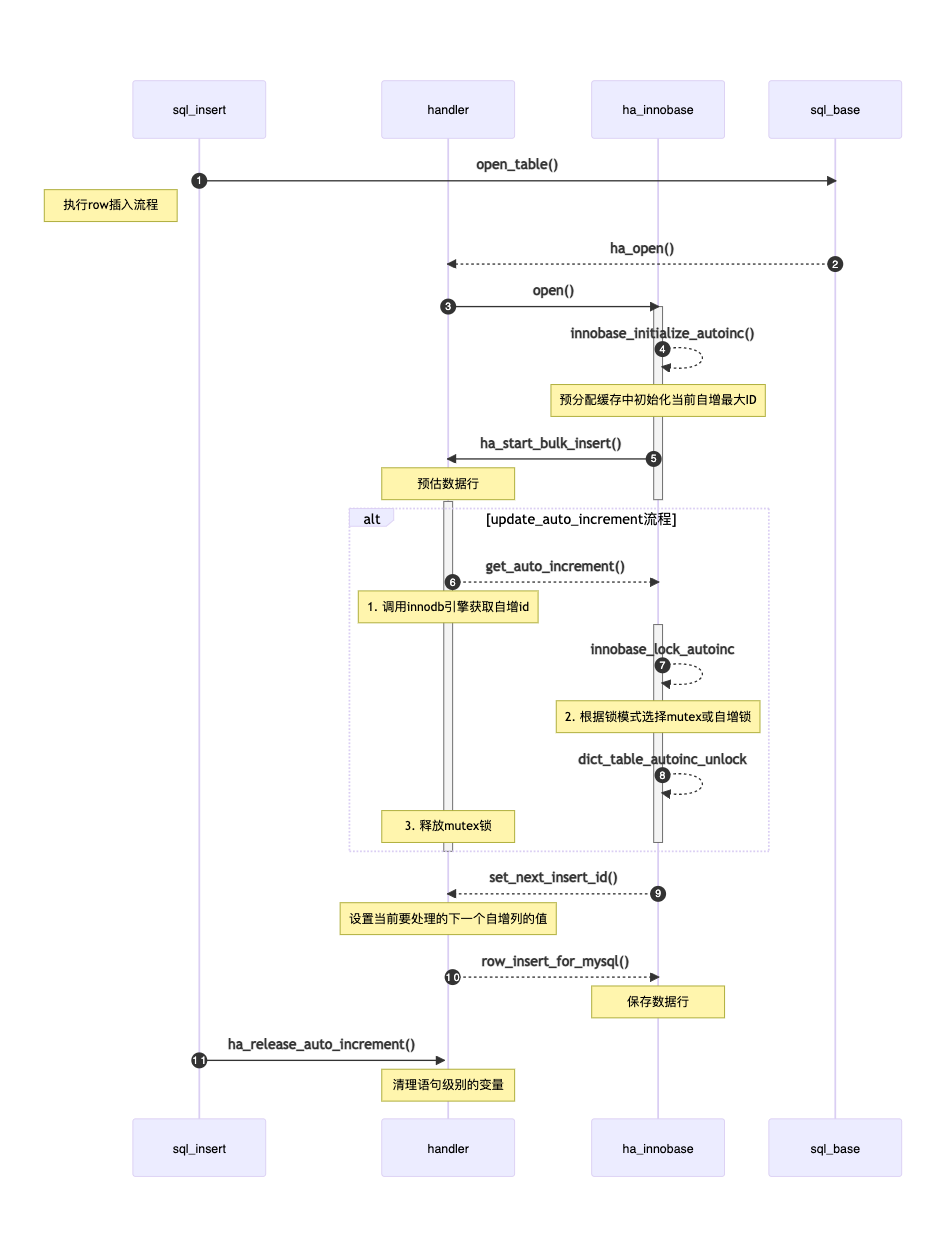 sql_insert
handler
ha_innobase
sql_base
open_table()
1
执行row插入流程
ha_open()
2
open()
3
innobase_initialize_autoinc()
4
预分配缓存中初始化当前自增最大ID
ha_start_bulk_insert()
5
预估数据行
alt
[update_auto_increment流程]
get_auto_increment()
6
1. 调用innodb引擎获取自增id
innobase_lock_autoinc
7
2. 根据锁模式选择mutex或自增锁
dict_table_autoinc_unlock
8
3. 释放mutex锁
set_next_insert_id()
9
设置当前要处理的下一个自增列的值
row_insert_for_mysql()
10
保存数据行
ha_release_auto_increment()
11
清理语句级别的变量
sql_insert
handler
ha_innobase
sql_base